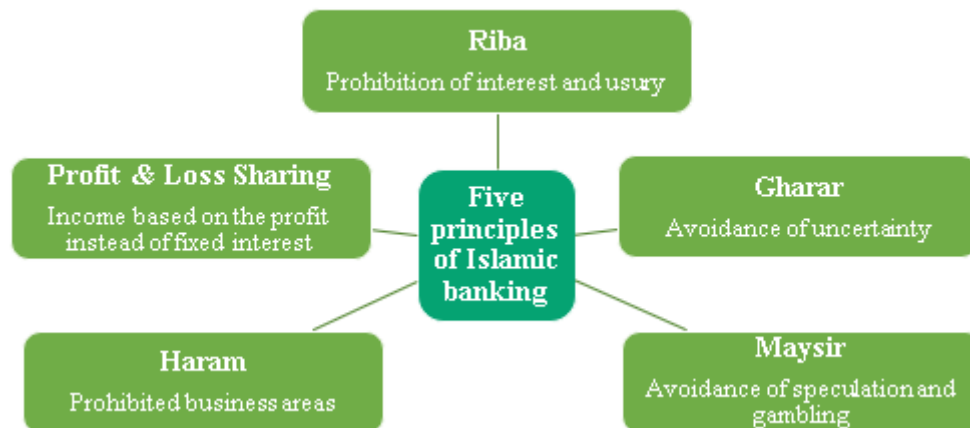 Riba
Prohibition of interest and usury
Profit & Loss Sharing
Income based on the profit
instead of fixed interest
Five
principles
of Islamic
banking
Gharar
Avoidance of uncertainty
Haram
Prohibited business areas
Maysir
Avoidance of speculation and
gambling